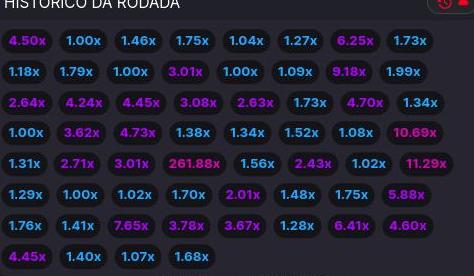 HISTÓRICO DA RODADA
4.50x 1.00x 1.46x 1.75x 1.04x 1.27x 6.25x 1.73x
1.18x 1.79x 1.00x 3.01x 1.00x 1.09x 9.18x 1.99x
2.64x 4.24x 4.45x 3.08x 2.63x 1.73x 4.70x 1.34x
1.00x 3.62x 4.73x 1.38x 1.34x 1.52x 1.08x 10.69x
1.31x 2.71x 3.01x 261.88x 1.56x 2.43x 1.02x 11.29x
1.29x 1.00x 1.02x 1.70x 2.01x 1.48x 1.75x 5.88x
1.76x 1.41x 7.65x 3.78x 3.67x 1.28x 6.41x 4.60x
4.45x 1.40x 1.07x 1.68x